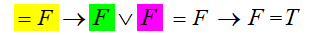 = F → F ∨ F = F → F = T